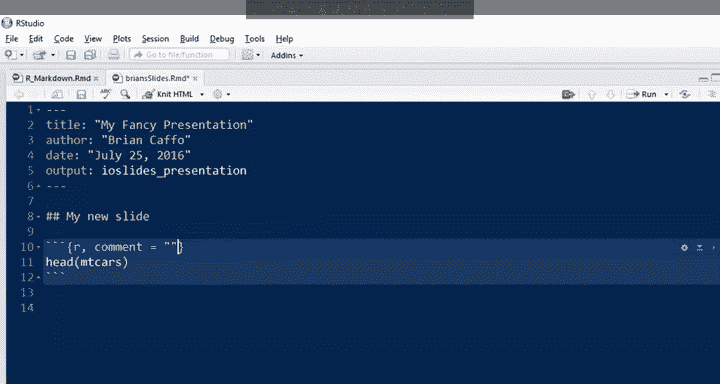 RStudio
File Edit Code View Plots Session Build Debug Tools Help
Go to file/function Addins
R_Markdown.Rmd briansSlides.Rmd*
ABC Knit HTML Run
1 ---
2 title: "My Fancy Presentation"
3 author: "Brian Caffo"
4 date: "July 25, 2016"
5 output: ioslides_presentation
6 ---
7
8 ## My new slide
9
10 ```{r, comment = ""}
11 head(mtcars)
12 ```
13
14